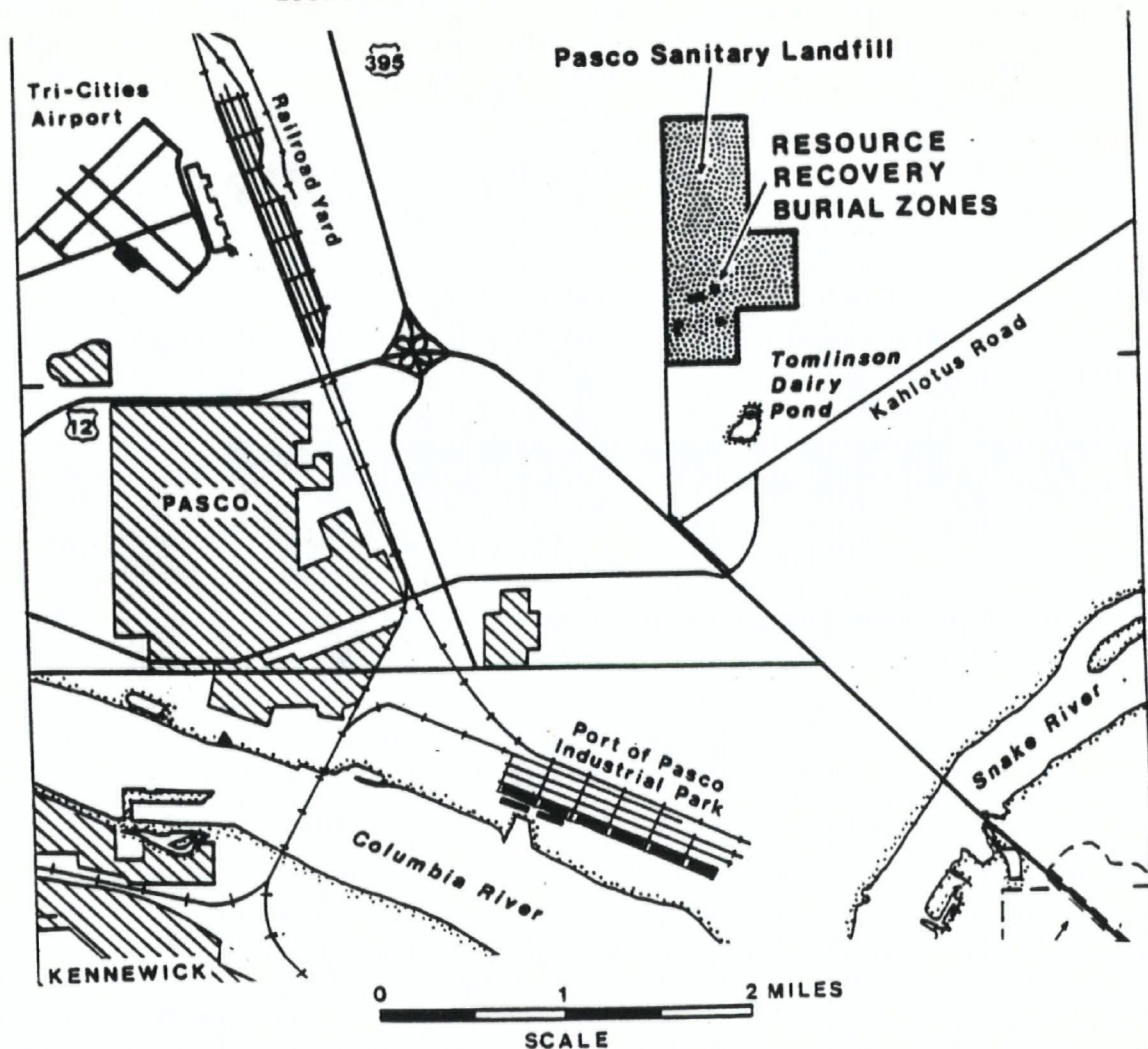 395
Pasco Sanitary Landfill
Tri-Cities
Airport
Railroad Yard
RESOURCE
RECOVERY
BURIAL ZONES
Tomlinson
Dairy
Pond
Kahlotus Road
12
PASCO
Snake River
Port of Pasco
Industrial Park
Columbia River
KENNEWICK
0 1 2 MILES
SCALE